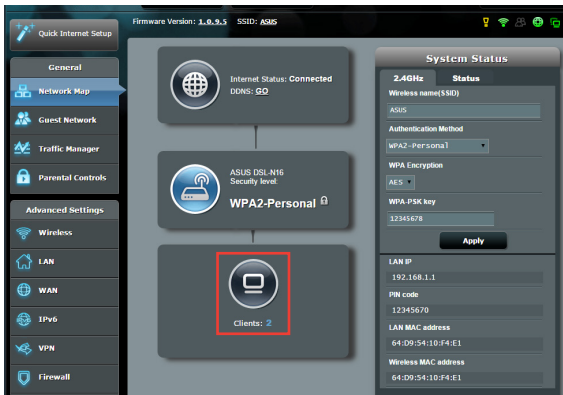 Quick Internet Setup
General
Network Map
Guest Network
Traffic Manager
Parental Controls
Advanced Settings
Wireless
LAN
WAN
IPv6
VPN
Firewall
Firmware Version: 1.0.9.5 SSID: ASUS
Internet Status: Connected
DDNS: GO
ASUS DSL-N16
Security level:
WPA2-Personal
Clients: 2
System Status
2.4GHz Status
Wireless name(SSID)
ASUS
Authentication Method
WPA2-Personal
WPA Encryption
AES
WPA-PSK key
12345678
Apply
LAN IP
192.168.1.1
PIN code
12345670
LAN MAC address
64:D9:54:10:F4:E1
Wireless MAC address
64:D9:54:10:F4:E1